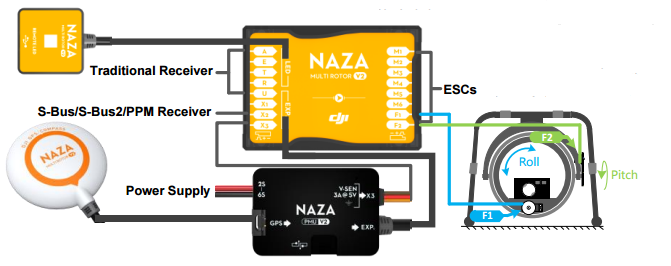 NAZA
Traditional Receiver
S-Bus/S-Bus2/PPM Receiver
A
E
T
R
U
X1
X2
X3
LED
EXP.
NAZA
MULTI ROTOR V2
dji
M1
M2
M3
M4
M5
M6
F1
F2
ESCs
NAZA
Power Supply
2S
6S
V-SEN
3A@5V
X3
NAZA
PMU V2
GPS
EXP.
F2
Roll
Pitch
F1